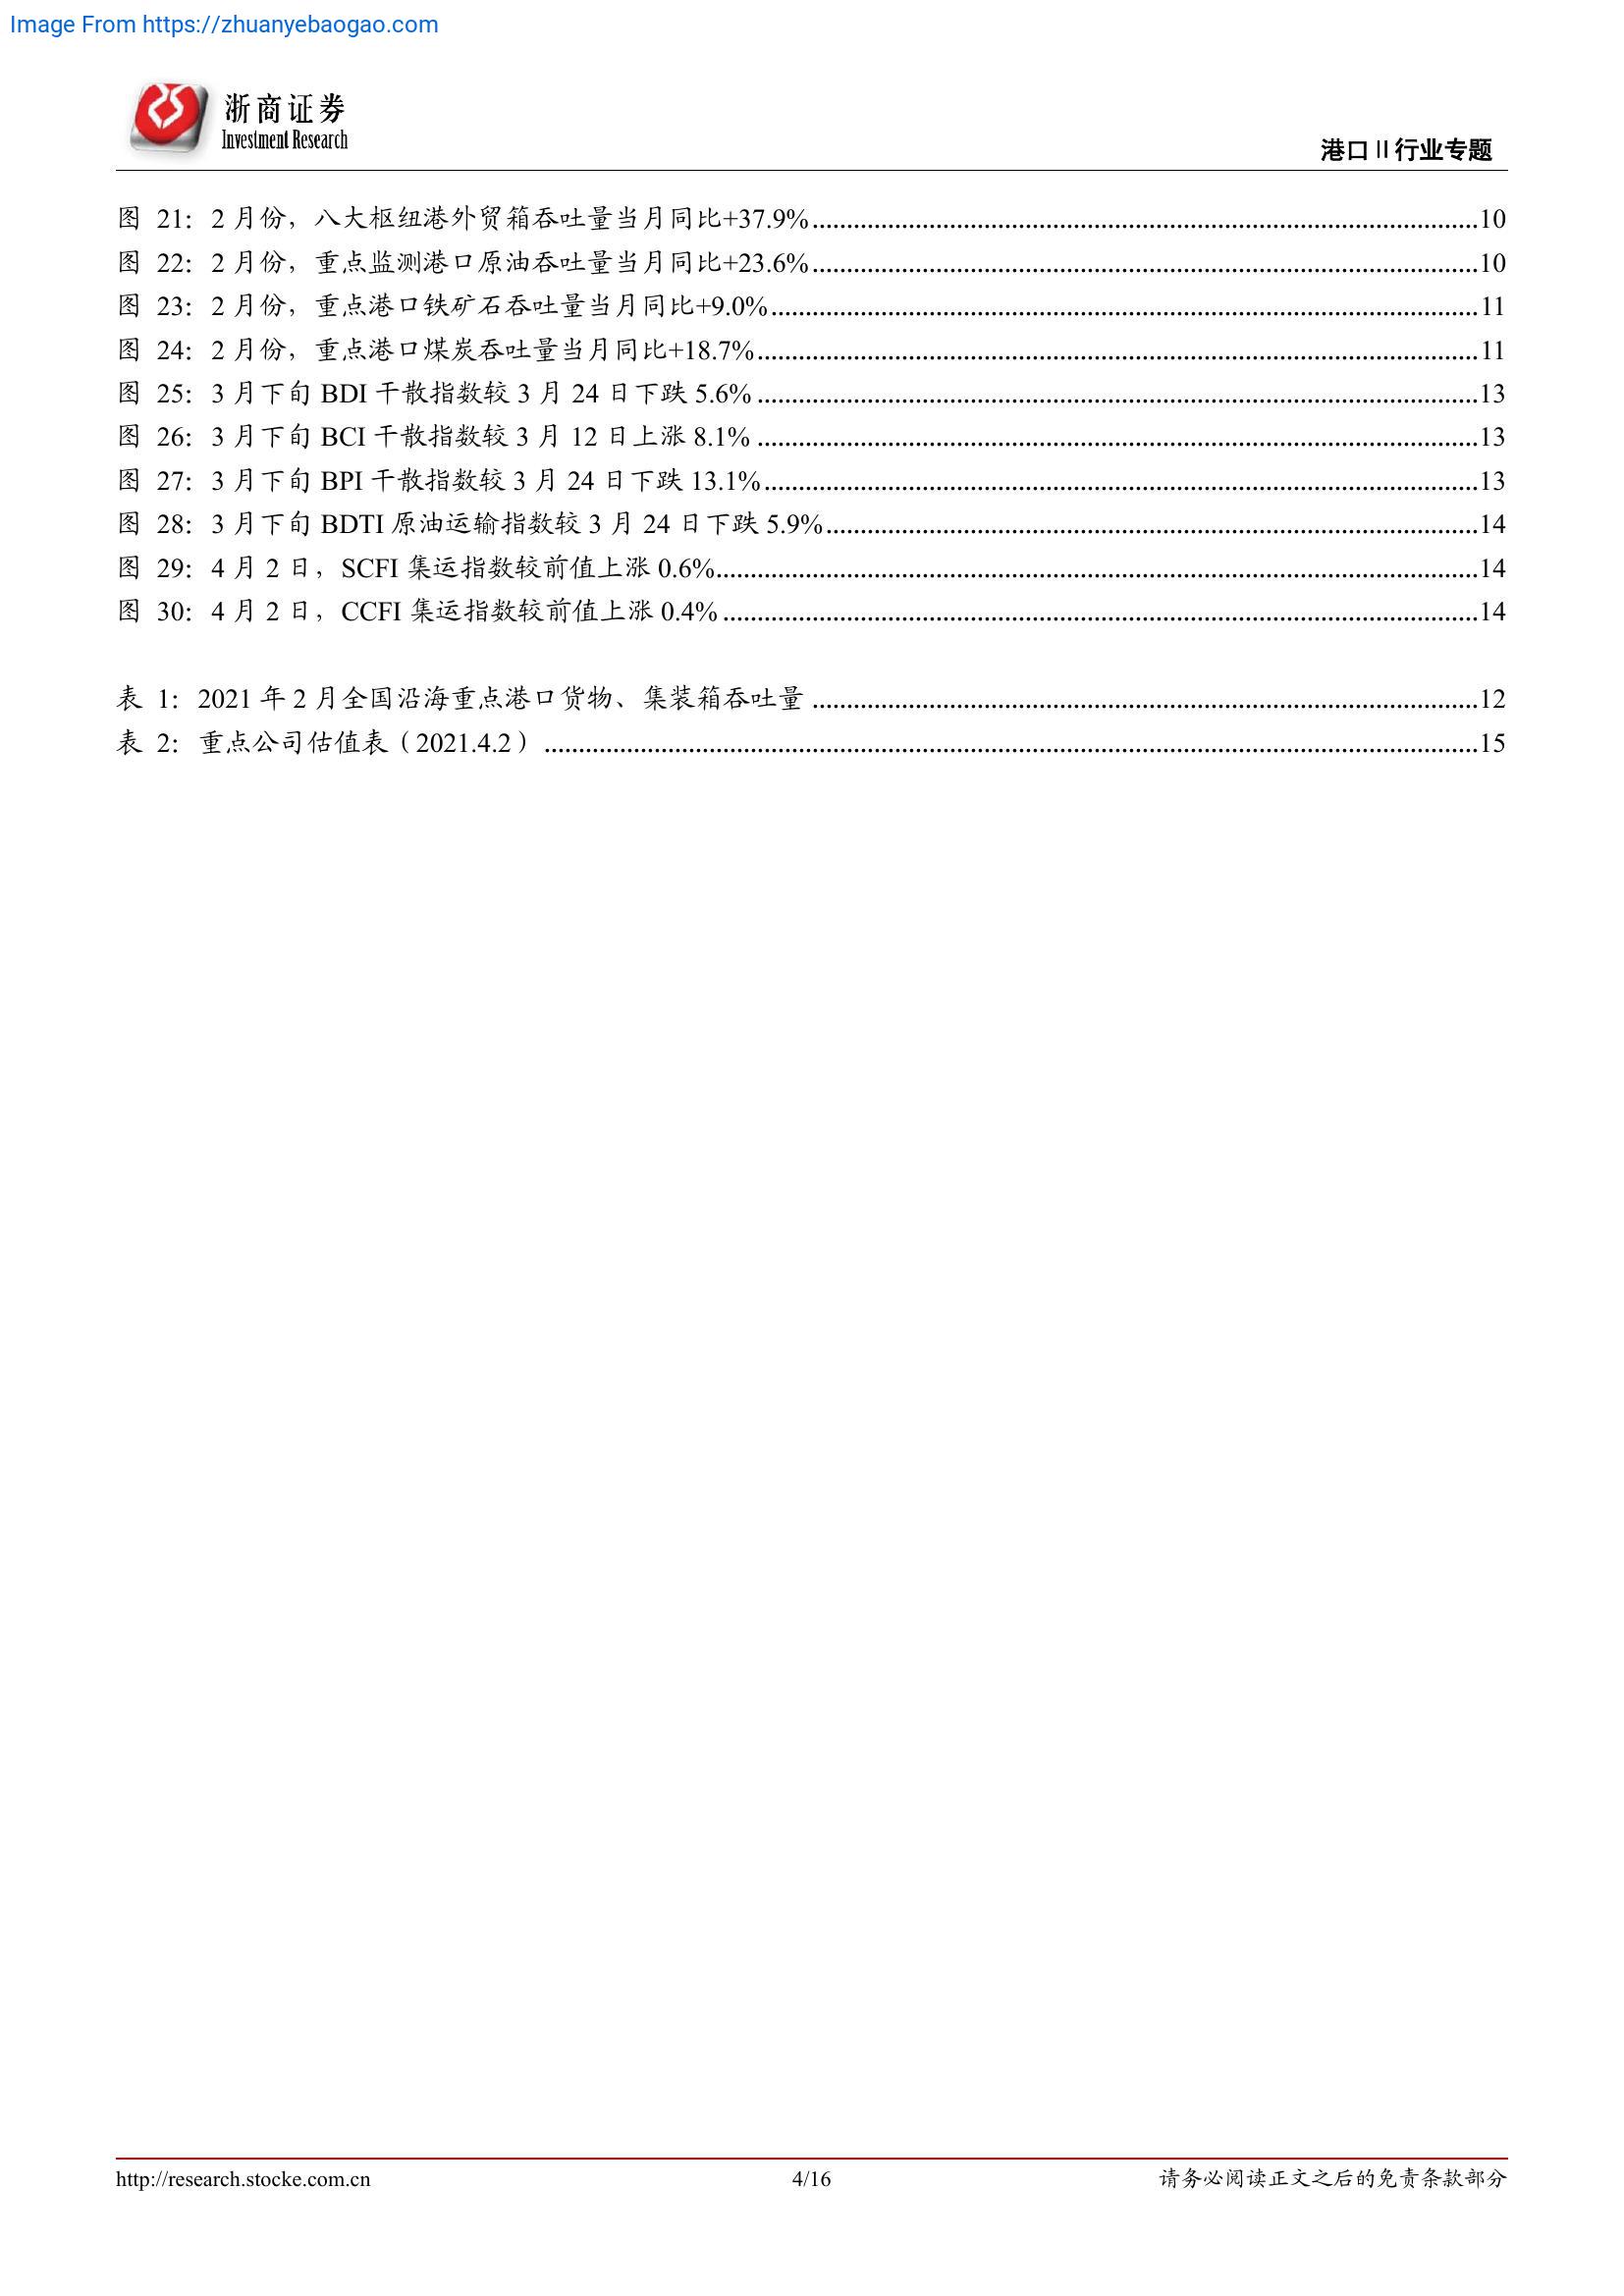 Image From https://zhuanyebaogao.com
浙商证券
Investment Research
港口Ⅱ行业专题
图 21：2 月份，八大枢纽港外贸箱吞吐量当月同比+37.9%......10
图 22：2 月份，重点监测港口原油吞吐量当月同比+23.6%......10
图 23：2 月份，重点港口铁矿石吞吐量当月同比+9.0%......11
图 24：2 月份，重点港口煤炭吞吐量当月同比+18.7%......11
图 25：3 月下旬 BDI 干散指数较 3 月 24 日下跌 5.6%......13
图 26：3 月下旬 BCI 干散指数较 3 月 12 日上涨 8.1%......13
图 27：3 月下旬 BPI 干散指数较 3 月 24 日下跌 13.1%......13
图 28：3 月下旬 BDTI 原油运输指数较 3 月 24 日下跌 5.9%......14
图 29：4 月 2 日，SCFI 集运指数较前值上涨 0.6%......14
图 30：4 月 2 日，CCFI 集运指数较前值上涨 0.4%......14
表 1：2021 年 2 月全国沿海重点港口货物、集装箱吞吐量......12
表 2：重点公司估值表（2021.4.2）......15
http://research.stocke.com.cn
4/16
请务必阅读正文之后的免责条款部分